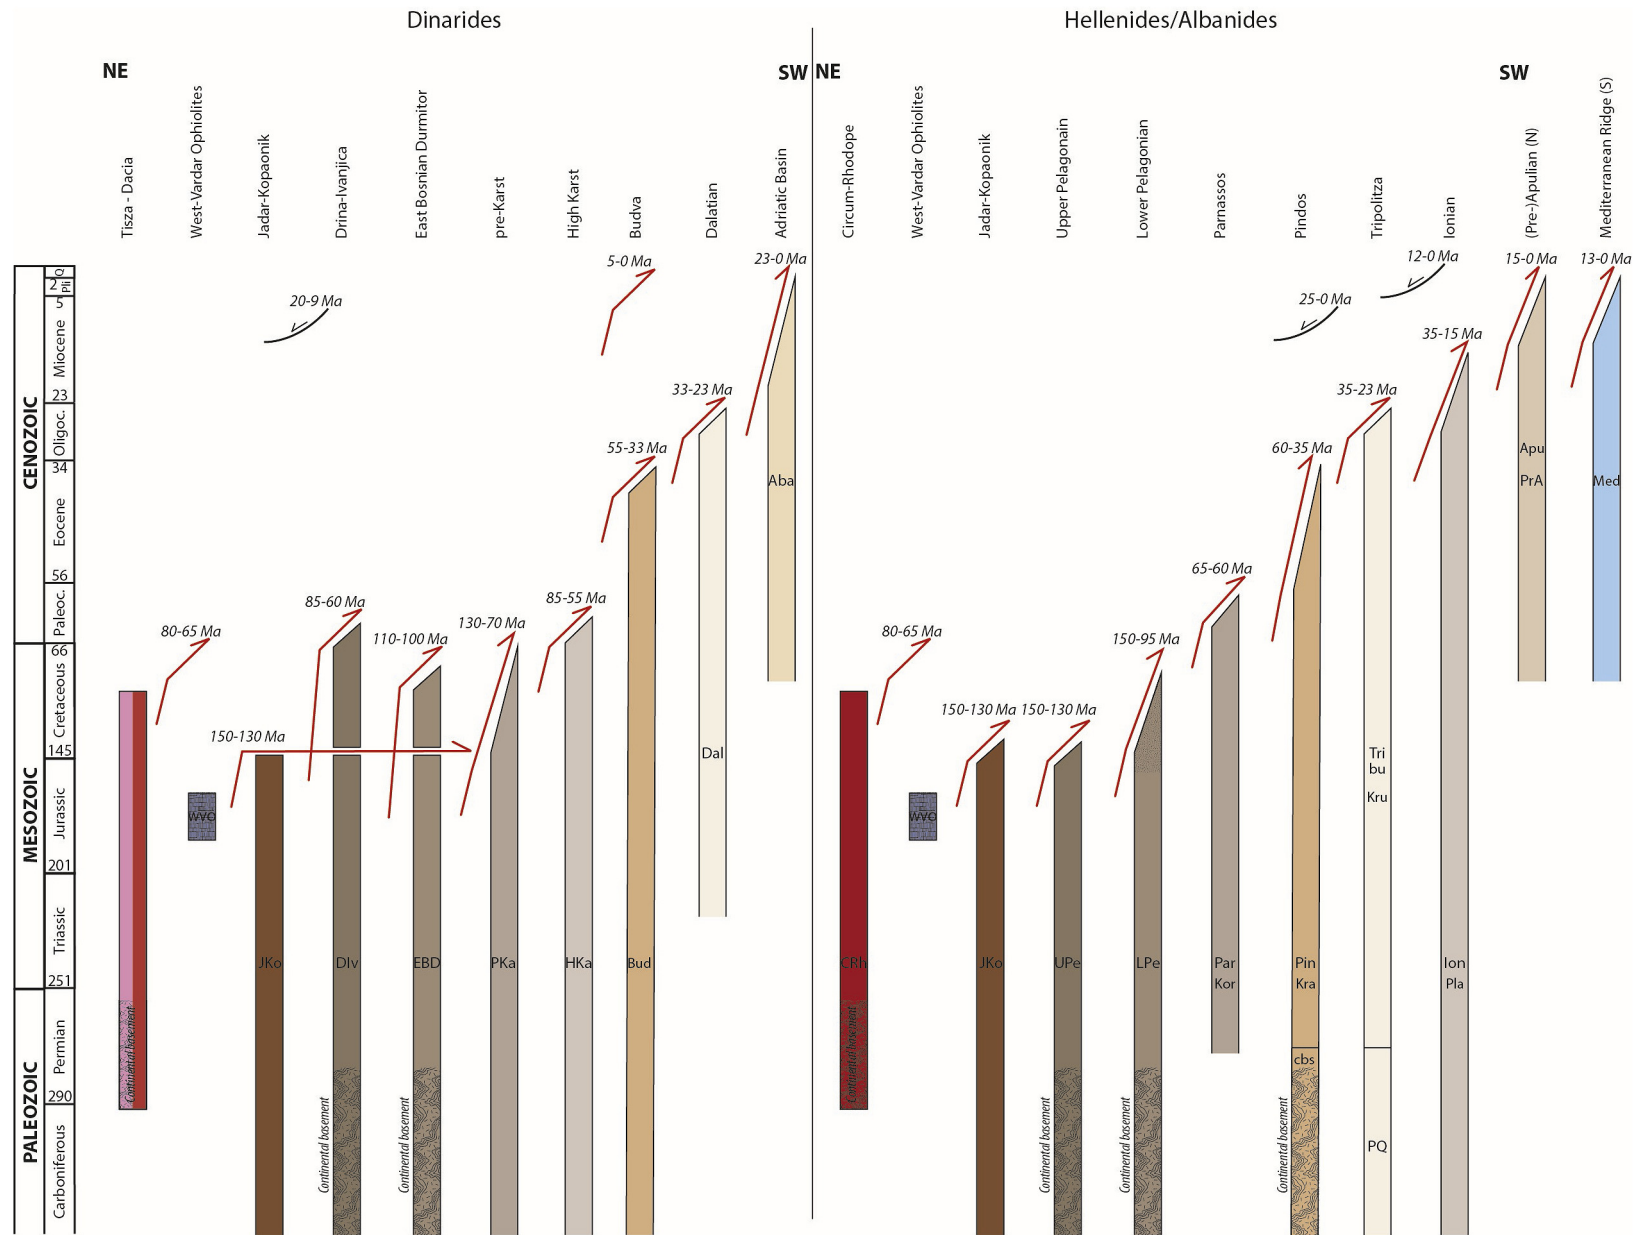 Dinarides
Hellenides/Albanides
NE
SW
NE
SW
Tisza - Dacia
West-Vardar Ophiolites
Jadar-Kopaonik
Drina-Ivanjica
East Bosnian Durmitor
pre-Karst
High Karst
Budva
Dalatian
Adriatic Basin
Circum-Rhodope
West-Vardar Ophiolites
Jadar-Kopaonik
Upper Pelagonain
Lower Pelagonian
Parnassos
Pindos
Tripolitza
Ionian
(Pre-)Apulian (N)
Mediterranean Ridge (S)
CENOZOIC
MESOZOIC
PALEOZOIC
Q
2
Pli
5
Miocene
23
Oligoc.
34
Eocene
56
Paleoc.
66
Cretaceous
145
Jurassic
201
Triassic
251
Permian
290
Carboniferous
5-0 Ma
23-0 Ma
20-9 Ma
33-23 Ma
55-33 Ma
85-60 Ma
85-55 Ma
130-70 Ma
110-100 Ma
80-65 Ma
150-130 Ma
12-0 Ma
15-0 Ma
13-0 Ma
25-0 Ma
35-15 Ma
35-23 Ma
60-35 Ma
65-60 Ma
80-65 Ma
150-95 Ma
150-130 Ma
150-130 Ma
Continental basement
WVO
JKo
DIv
Continental basement
EBD
Continental basement
PKa
HKa
Bud
Dal
Aba
CRh
Continental basement
WVO
JKo
UPe
Continental basement
LPe
Continental basement
Par
Kor
Pin
Kra
cbs
Continental basement
Tri
bu
Kru
PQ
Ion
Pla
Apu
PrA
Med